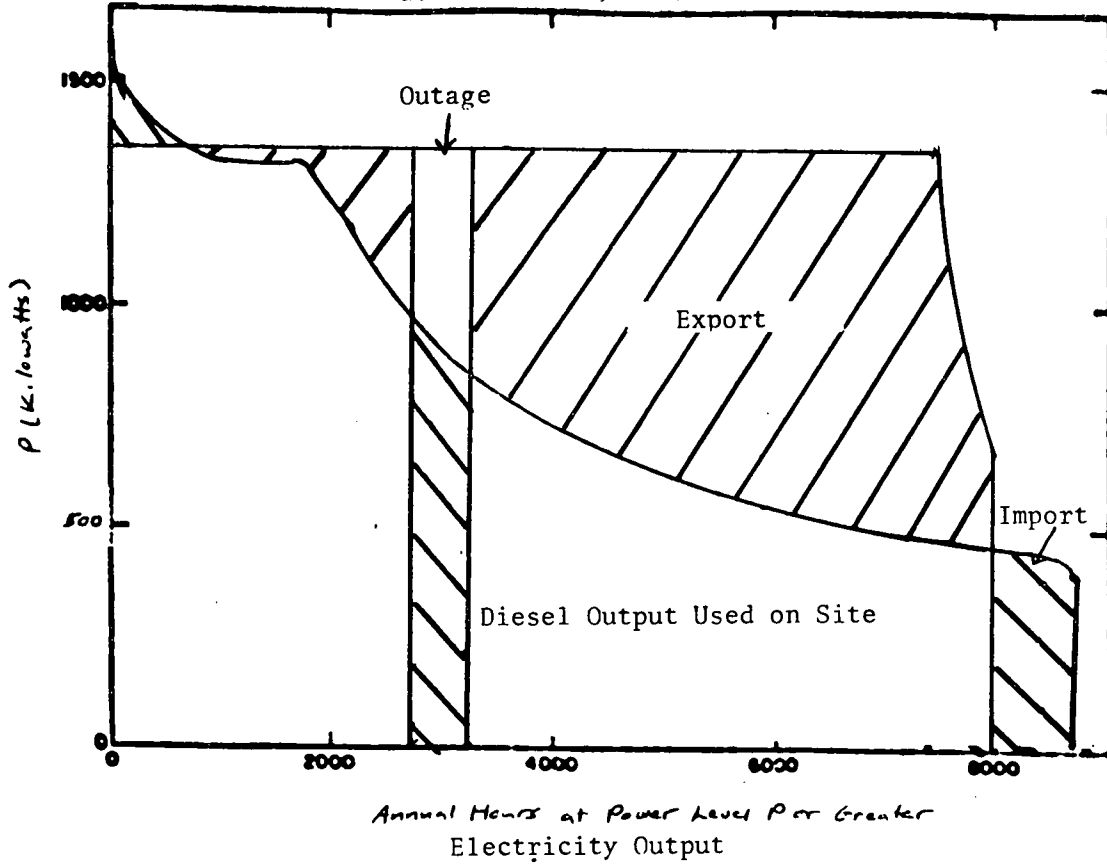 1500
Outage
1000
Export
P (Kilowatts)
500
Import
Diesel Output Used on Site
0
0 2000 4000 6000 8000
Annual Hours at Power Level P or Greater
Electricity Output